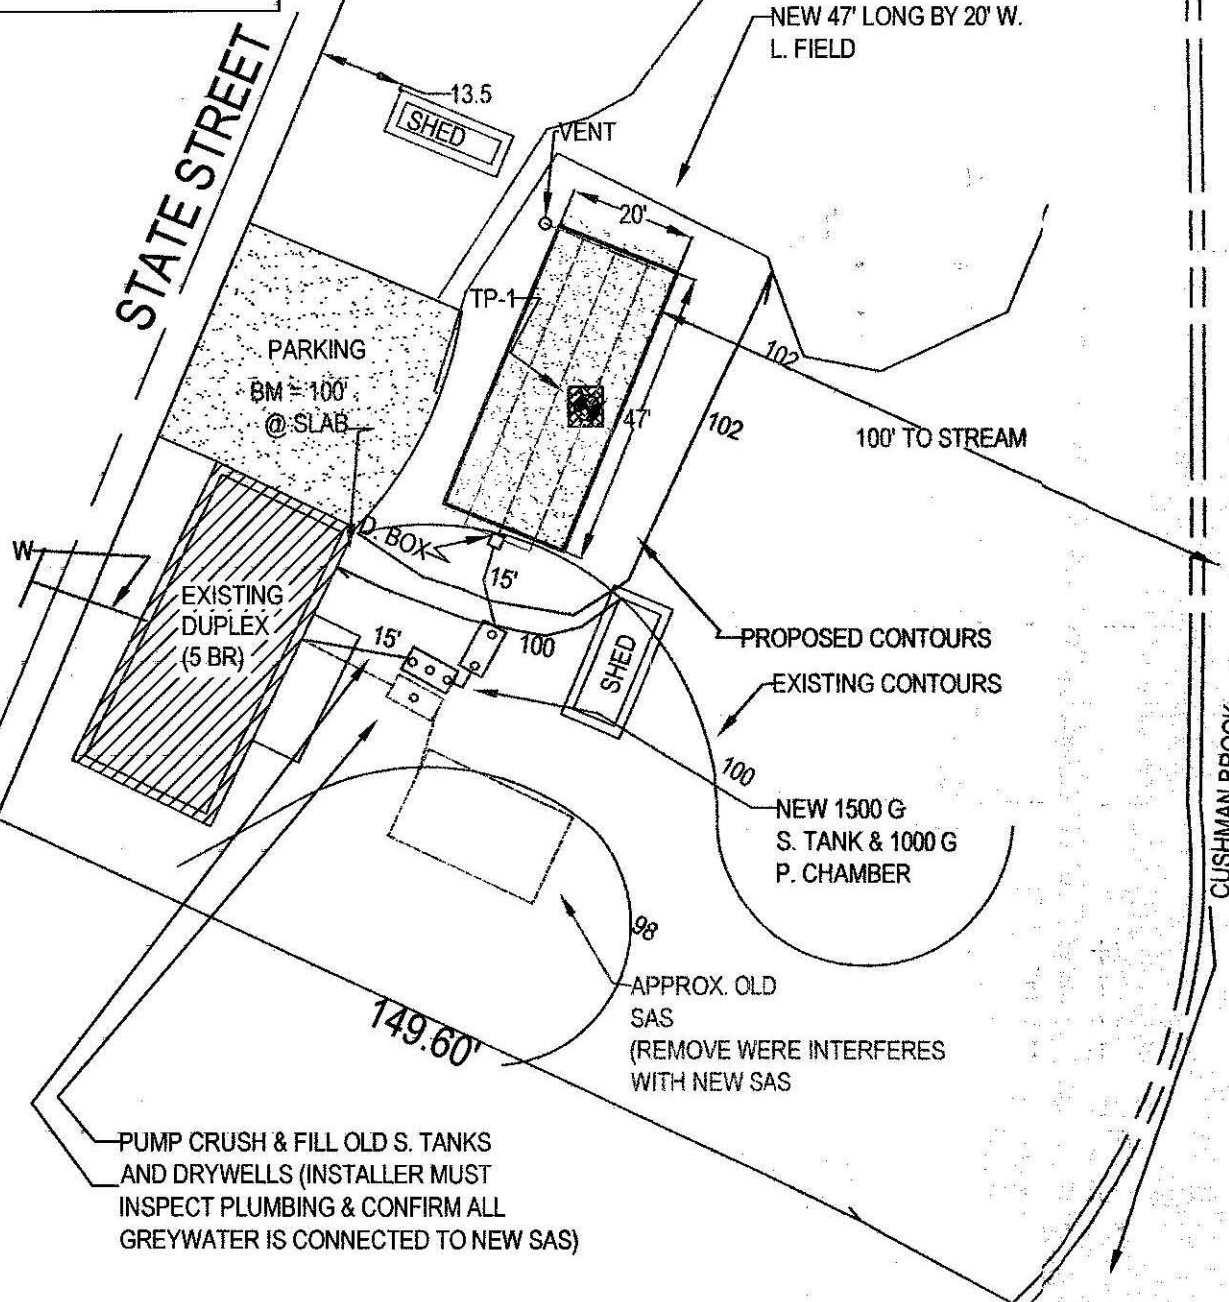 NEW 47' LONG BY 20' W.
L. FIELD
STATE STREET
13.5
SHED
VENT
20'
TP-1
PARKING
BM = 100'
@ SLAB
102
47'
102
100' TO STREAM
D. BOX
W
15'
EXISTING
DUPLEX
(5 BR)
15'
100
SHED
PROPOSED CONTOURS
EXISTING CONTOURS
100
NEW 1500 G
S. TANK & 1000 G
P. CHAMBER
CUSHMAN BROOK
98
APPROX. OLD
SAS
(REMOVE WERE INTERFERES
WITH NEW SAS
149.60'
PUMP CRUSH & FILL OLD S. TANKS
AND DRYWELLS (INSTALLER MUST
INSPECT PLUMBING & CONFIRM ALL
GREYWATER IS CONNECTED TO NEW SAS)